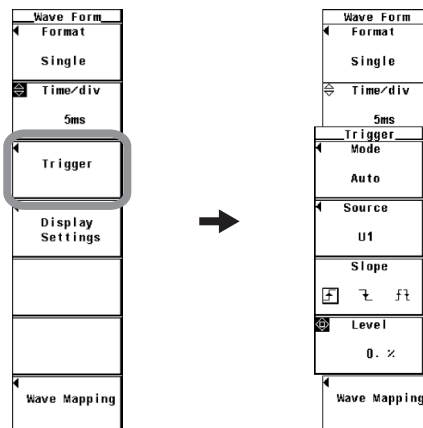 Wave Form
Format
Single
Time/div
5ms
Trigger
Display
Settings
Wave Mapping
Wave Form
Format
Single
Time/div
5ms
Trigger
Mode
Auto
Source
U1
Slope
Level
0. %
Wave Mapping